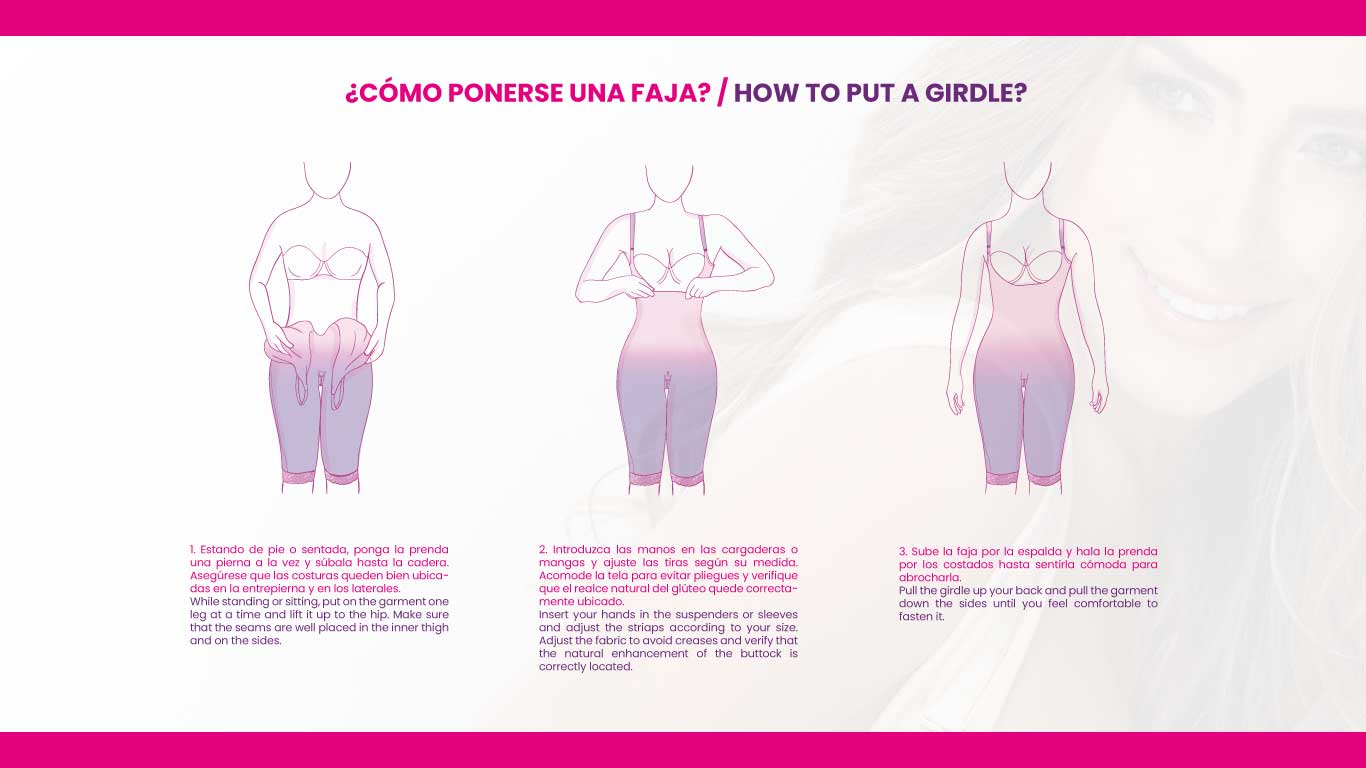 ¿CÓMO PONERSE UNA FAJA? / HOW TO PUT A GIRDLE?
1. Estando de pie o sentada, ponga la prenda
una pierna a la vez y súbala hasta la cadera.
Asegúrese que las costuras queden bien ubica-
das en la entrepierna y en los laterales.
While standing or sitting, put on the garment one
leg at a time and lift it up to the hip. Make sure
that the seams are well placed in the inner thigh
and on the sides.
2. Introduzca las manos en las cargaderas o
mangas y ajuste las tiras según su medida.
Acomode la tela para evitar pliegues y verifique
que el realce natural del glúteo quede correcta-
mente ubicado.
Insert your hands in the suspenders or sleeves
and adjust the striaps according to your size.
Adjust the fabric to avoid creases and verify that
the natural enhancement of the buttock is
correctly located.
3. Sube la faja por la espalda y hala la prenda
por los costados hasta sentirla cómoda para
abrocharla.
Pull the girdle up your back and pull the garment
down the sides until you feel comfortable to
fasten it.